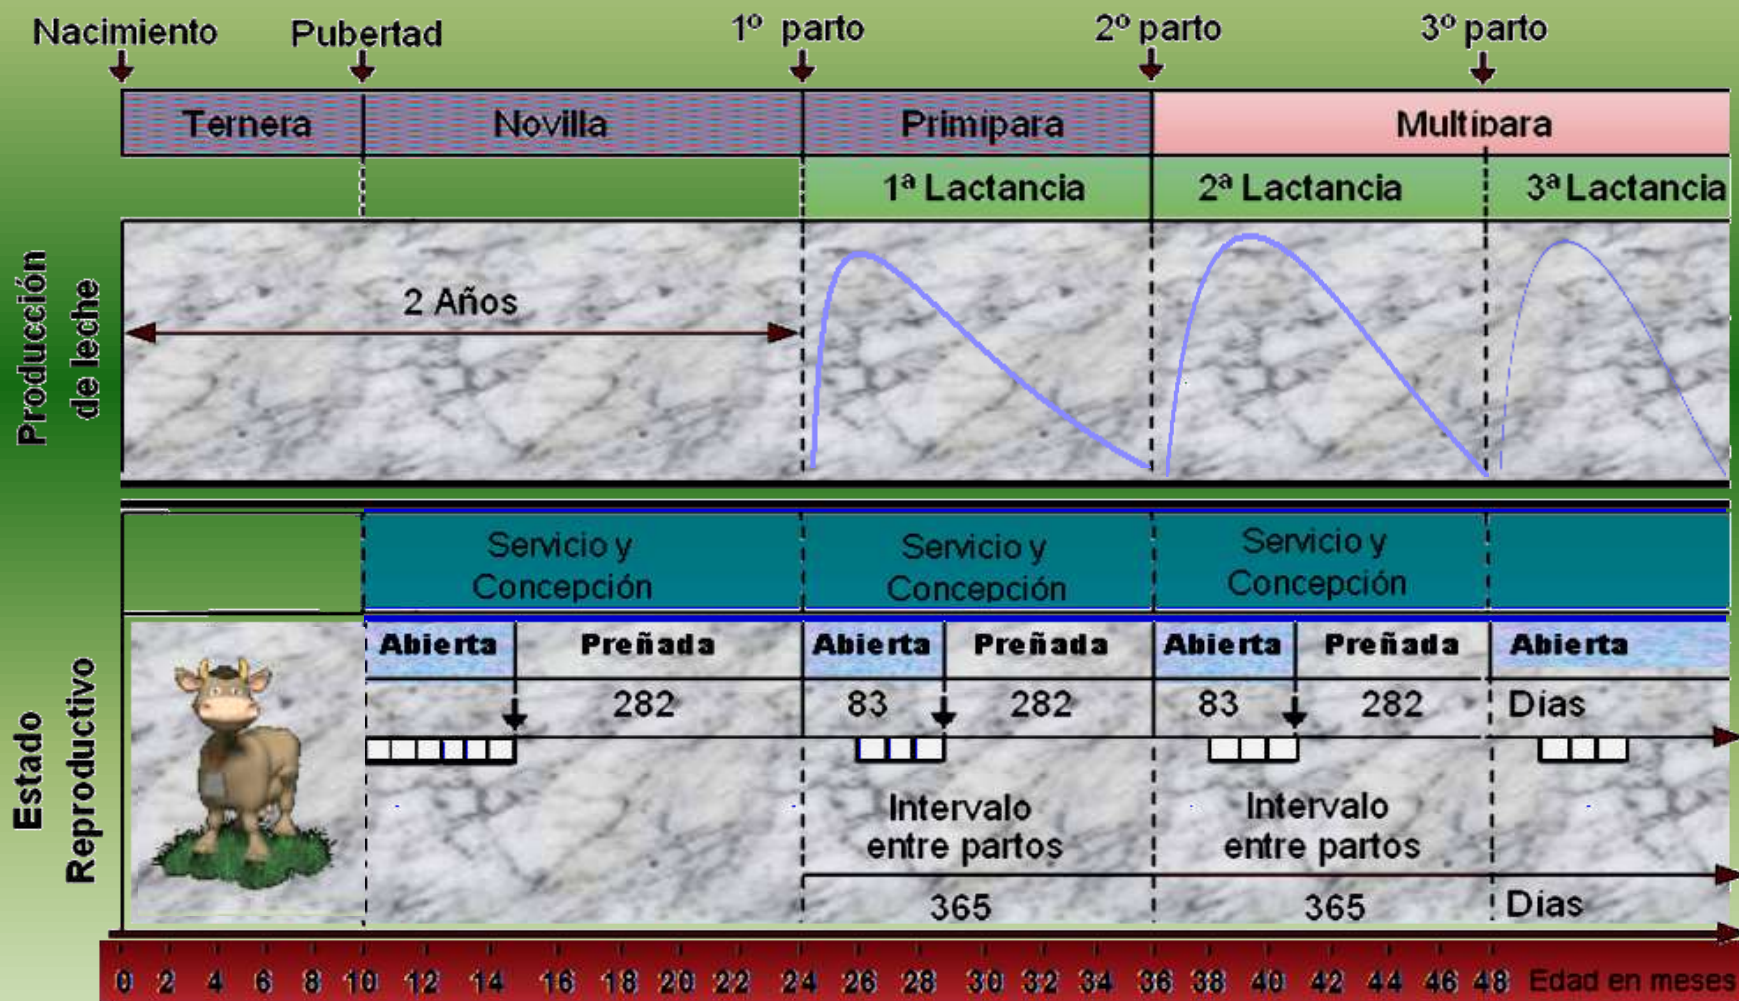 Nacimiento
Pubertad
1º parto
2º parto
3º parto
Ternera
Novilla
Primipara
Multipara
1ª Lactancia
2ª Lactancia
3ª Lactancia
Producción
de leche
2 Años
Servicio y
Concepción
Servicio y
Concepción
Servicio y
Concepción
Estado
Reproductivo
Abierta
Preñada
Abierta
Preñada
Abierta
Preñada
Abierta
282
83
282
83
282
Días
Intervalo
entre partos
Intervalo
entre partos
365
365
Días
0 2 4 6 8 10 12 14 16 18 20 22 24 26 28 30 32 34 36 38 40 42 44 46 48 Edad en meses